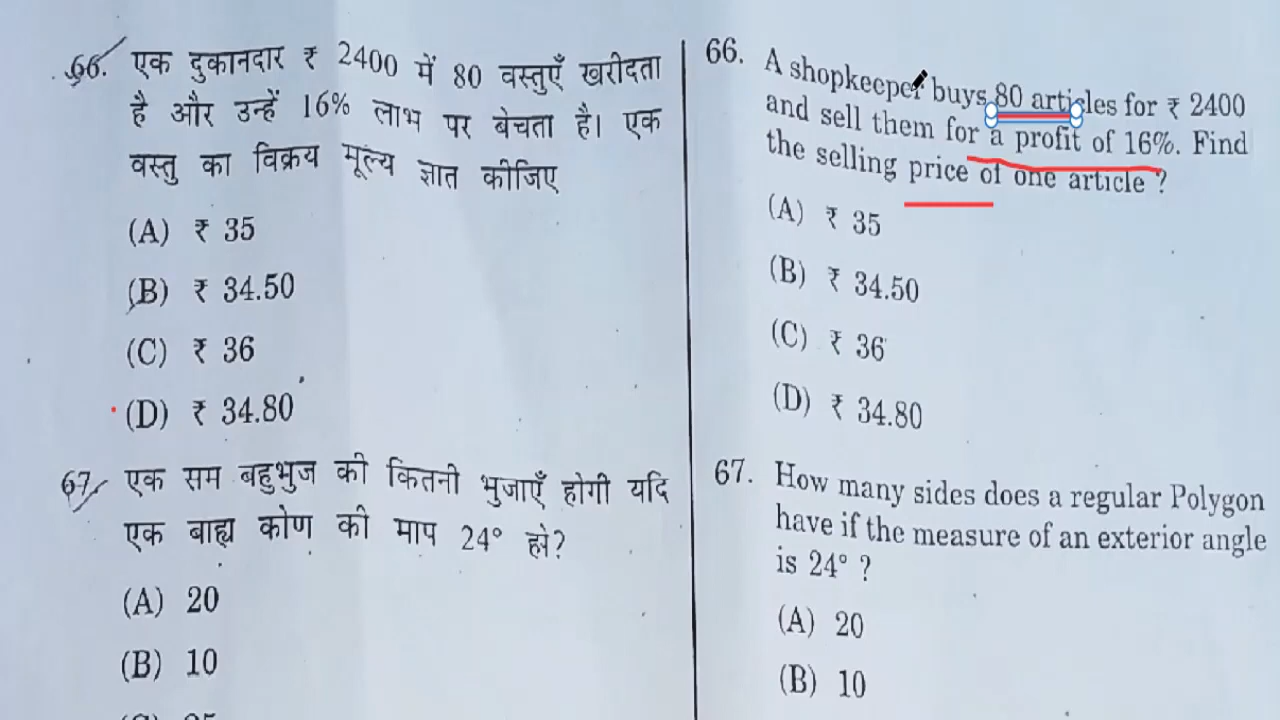 66. एक दुकानदार ₹ 2400 में 80 वस्तुएँ खरीदता
है और उन्हें 16% लाभ पर बेचता है। एक
वस्तु का विक्रय मूल्य ज्ञात कीजिए
(A) ₹ 35
(B) ₹ 34.50
(C) ₹ 36
(D) ₹ 34.80
67. एक सम बहुभुज की कितनी भुजाएँ होगी यदि
एक बाह्य कोण की माप 24° हो?
(A) 20
(B) 10
66. A shopkeeper buys 80 articles for ₹ 2400
and sell them for a profit of 16%. Find
the selling price of one article ?
(A) ₹ 35
(B) ₹ 34.50
(C) ₹ 36
(D) ₹ 34.80
67. How many sides does a regular Polygon
have if the measure of an exterior angle
is 24° ?
(A) 20
(B) 10